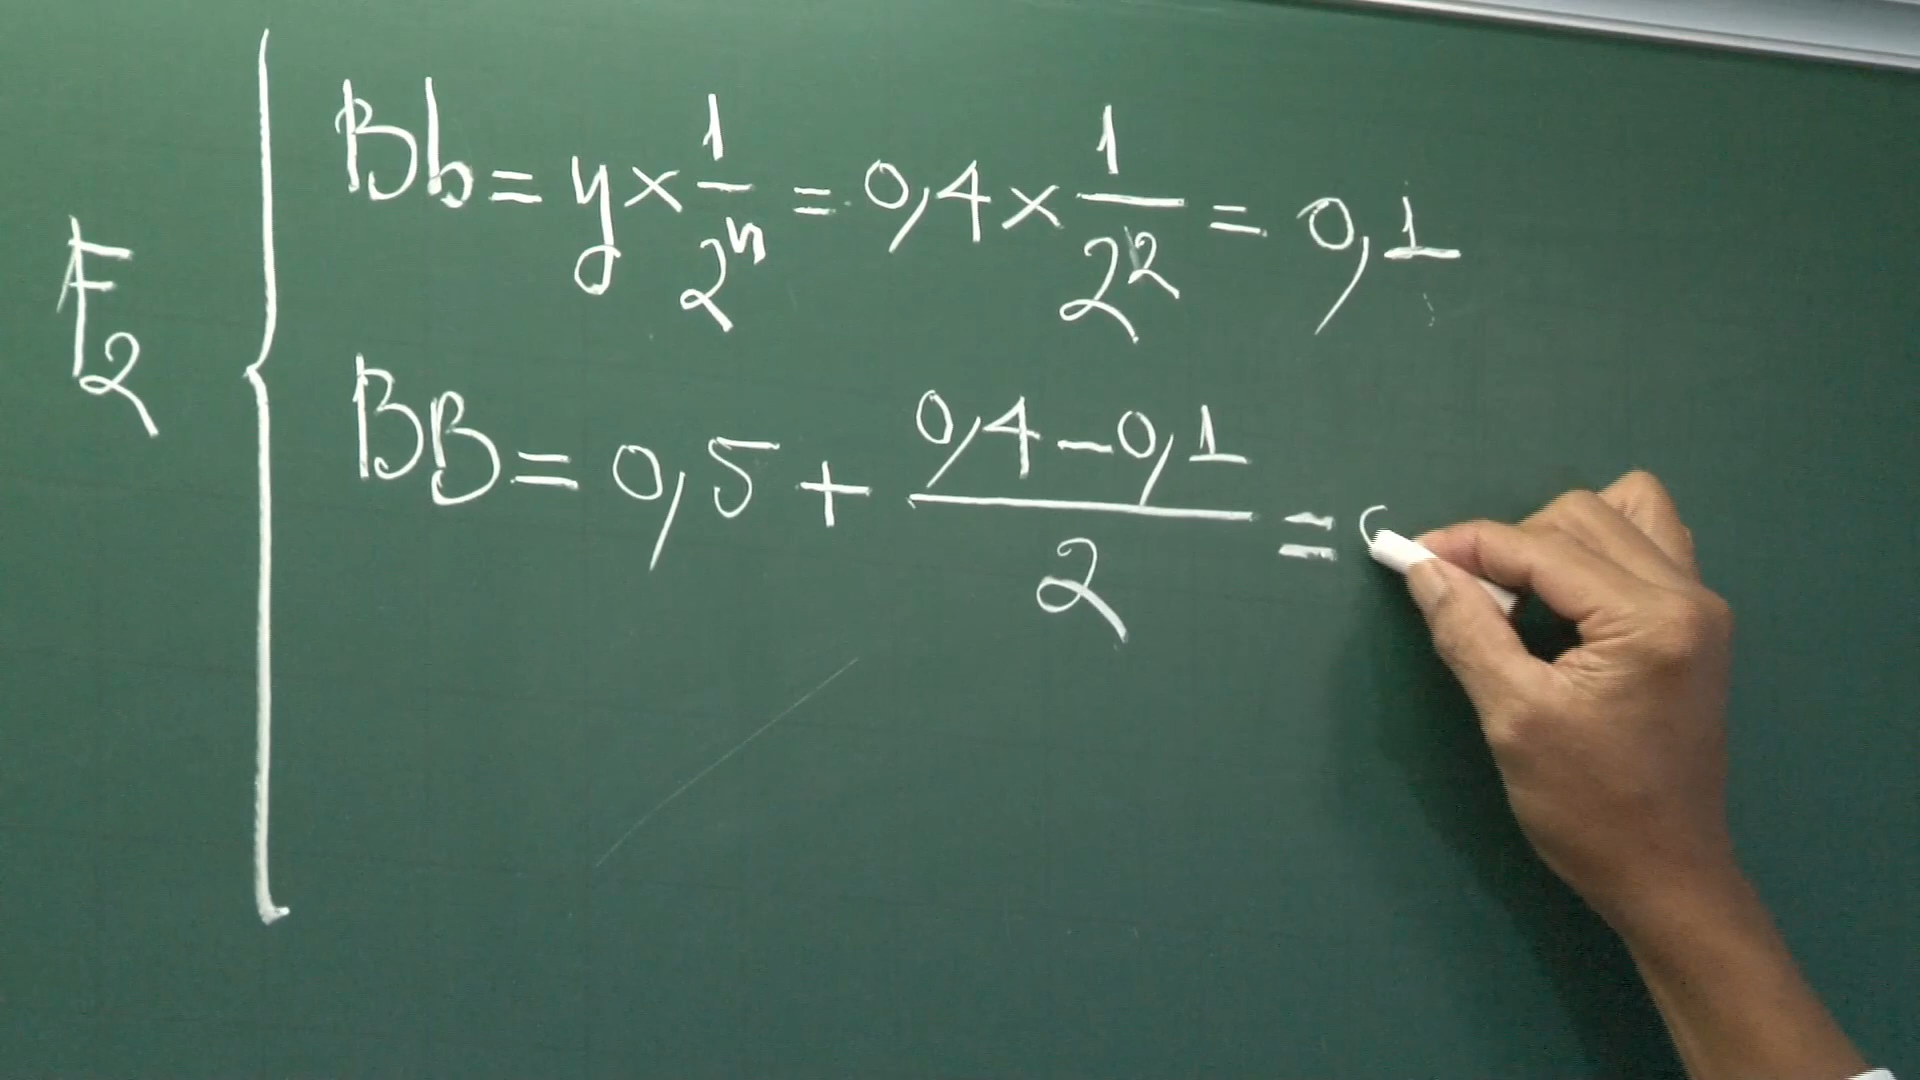 F₂
Bb = y × 1/2ⁿ = 0,4 × 1/2² = 0,1
BB = 0,5 + (0,4 − 0,1)/2 =